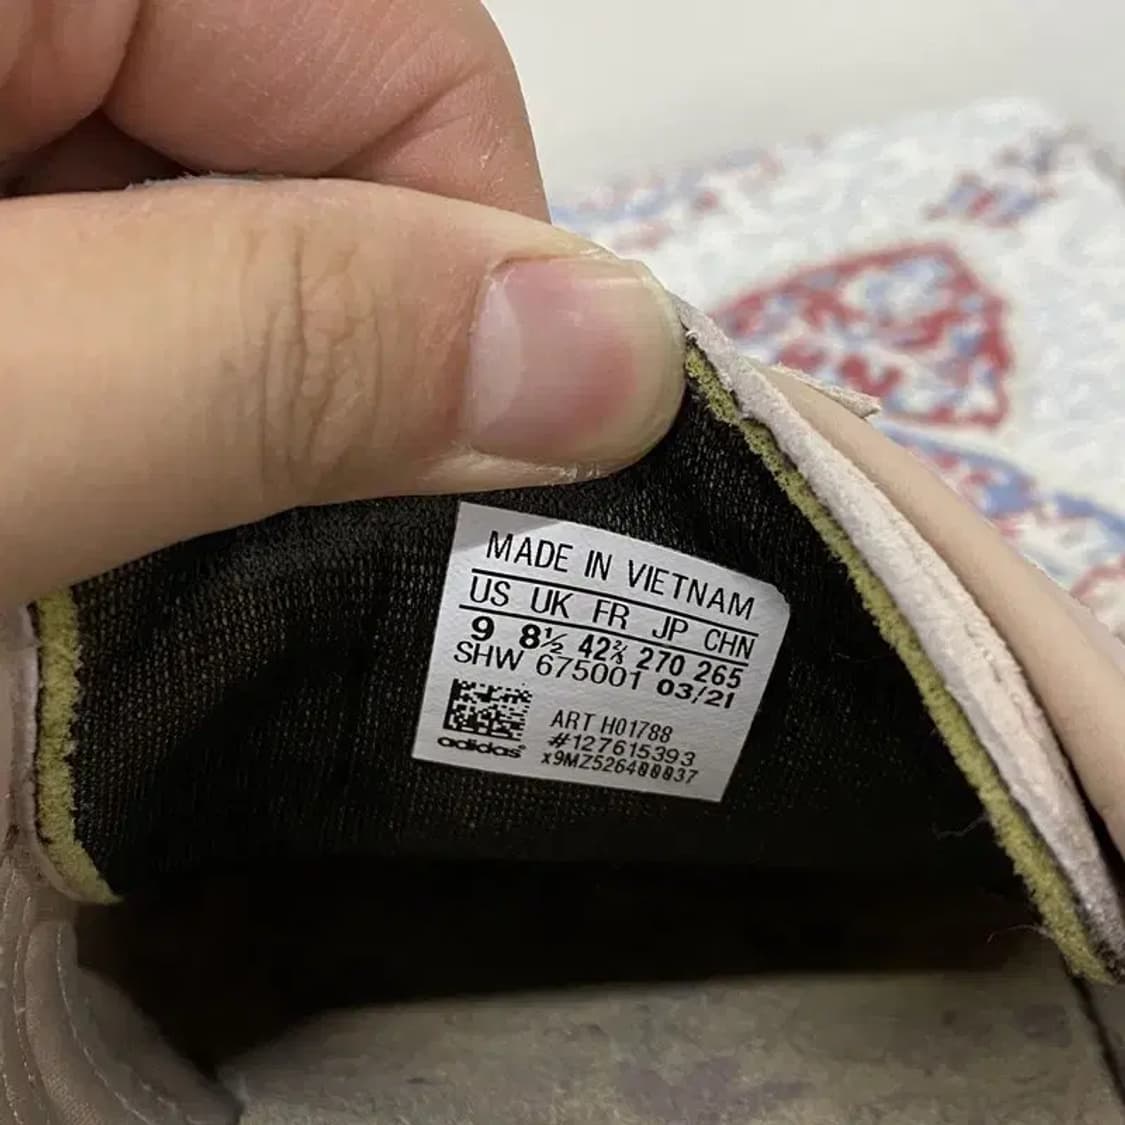 MADE IN VIETNAM
US UK FR JP CHN
9 8½ 42⅔ 270 265
SHW 675001 03/21
ART H01788
#127615393
x9MZ526400037
adidas